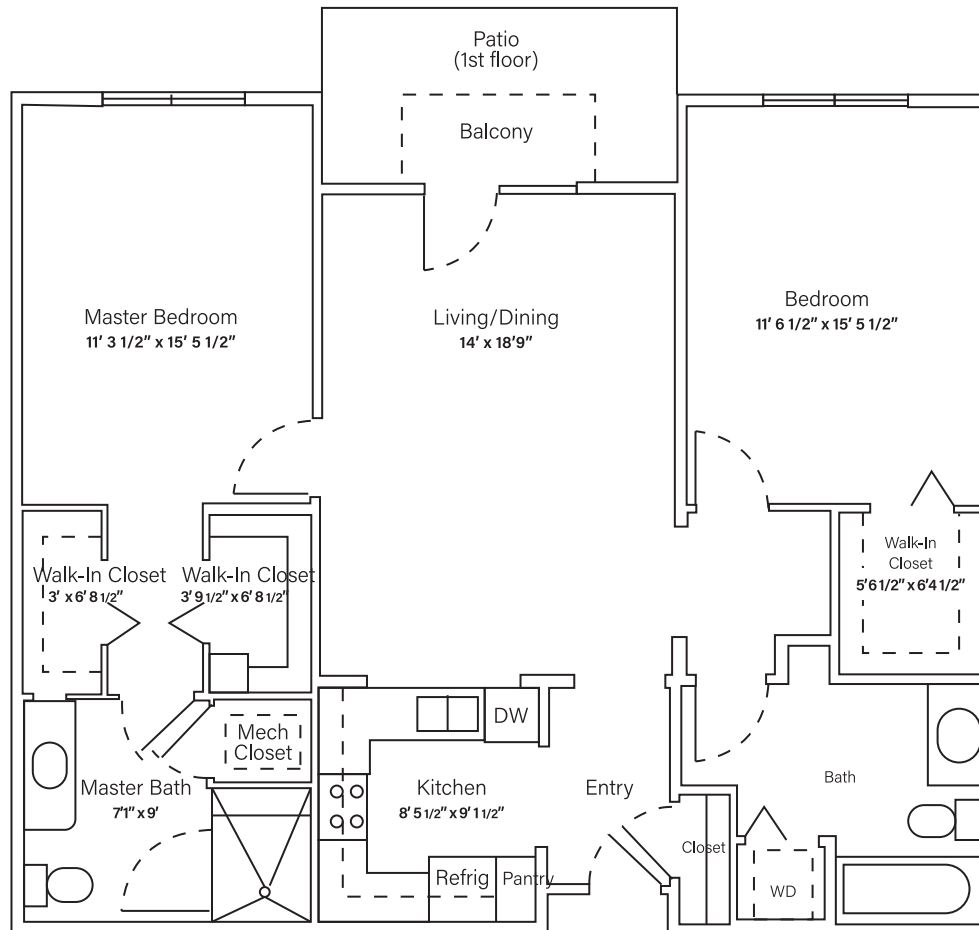 Patio
(1st floor)
Balcony
Master Bedroom
11' 3 1/2" x 15' 5 1/2"
Living/Dining
14' x 18'9"
Bedroom
11' 6 1/2" x 15' 5 1/2"
Walk-In Closet
3' x 6' 8 1/2"
Walk-In Closet
3' 9 1/2" x 6' 8 1/2"
Walk-In
Closet
5' 6 1/2" x 6'4 1/2"
Mech
Closet
DW
Master Bath
7'1" x 9'
Kitchen
8' 5 1/2" x 9' 1 1/2"
Entry
Bath
Closet
Refrig
Pantry
WD